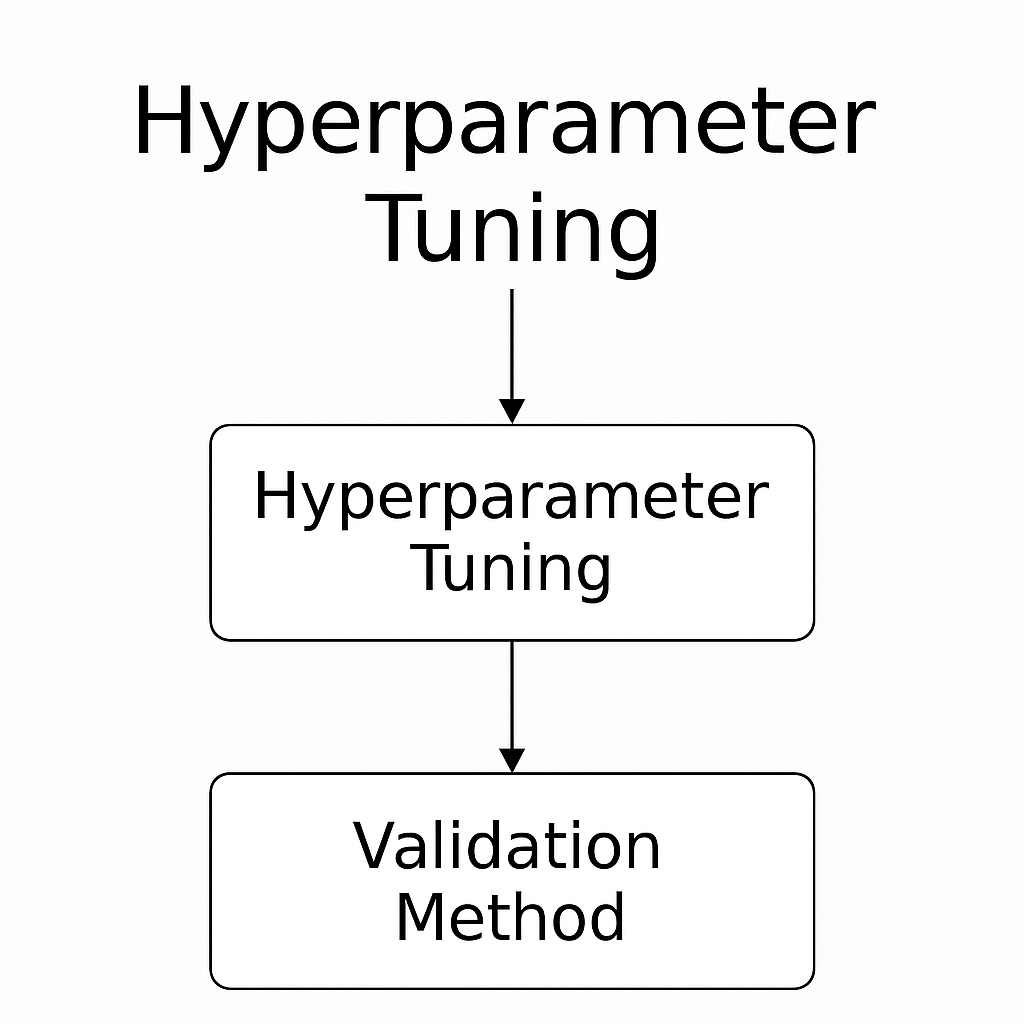 Hyperparameter
Tuning
Hyperparameter
Tuning
Validation
Method